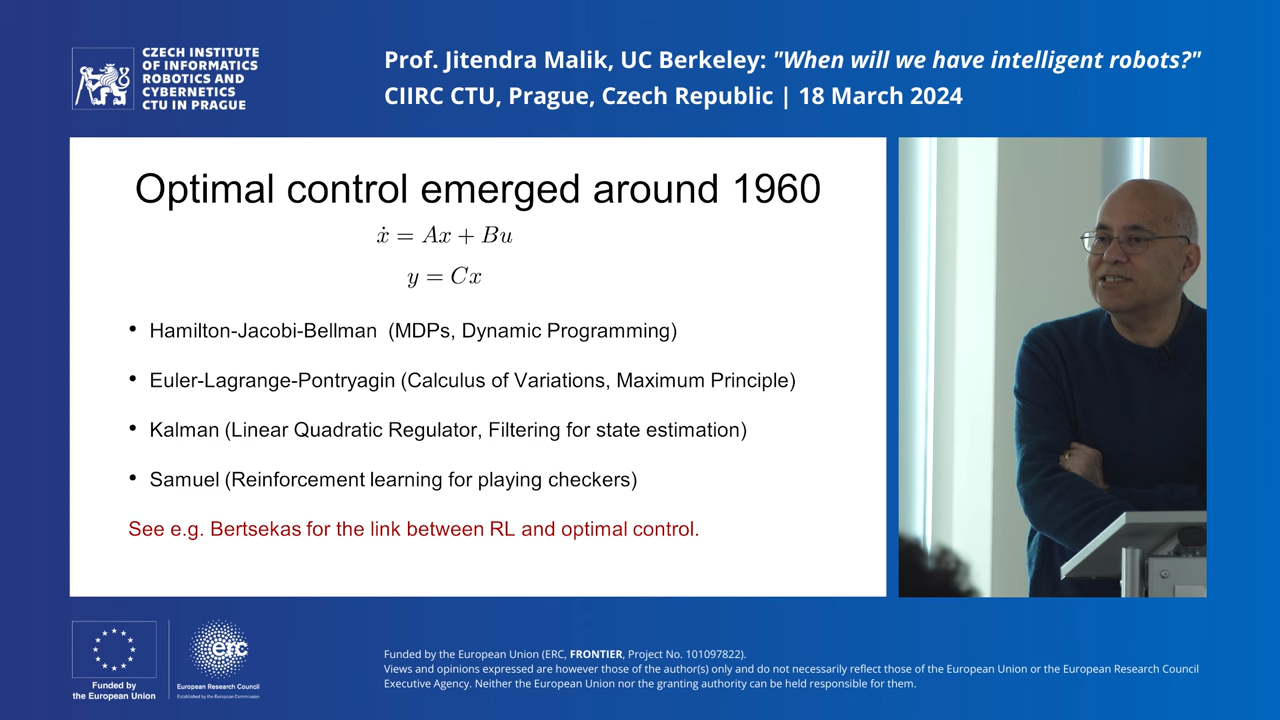 CZECH INSTITUTE
OF INFORMATICS
ROBOTICS AND
CYBERNETICS
CTU IN PRAGUE
Prof. Jitendra Malik, UC Berkeley: "When will we have intelligent robots?"
CIIRC CTU, Prague, Czech Republic | 18 March 2024
Optimal control emerged around 1960
ẋ = Ax + Bu
y = Cx
• Hamilton-Jacobi-Bellman (MDPs, Dynamic Programming)
• Euler-Lagrange-Pontryagin (Calculus of Variations, Maximum Principle)
• Kalman (Linear Quadratic Regulator, Filtering for state estimation)
• Samuel (Reinforcement learning for playing checkers)
See e.g. Bertsekas for the link between RL and optimal control.
Funded by
the European Union
erc
European Research Council
Established by the European Commission
Funded by the European Union (ERC, FRONTIER, Project No. 101097822).
Views and opinions expressed are however those of the author(s) only and do not necessarily reflect those of the European Union or the European Research Council
Executive Agency. Neither the European Union nor the granting authority can be held responsible for them.